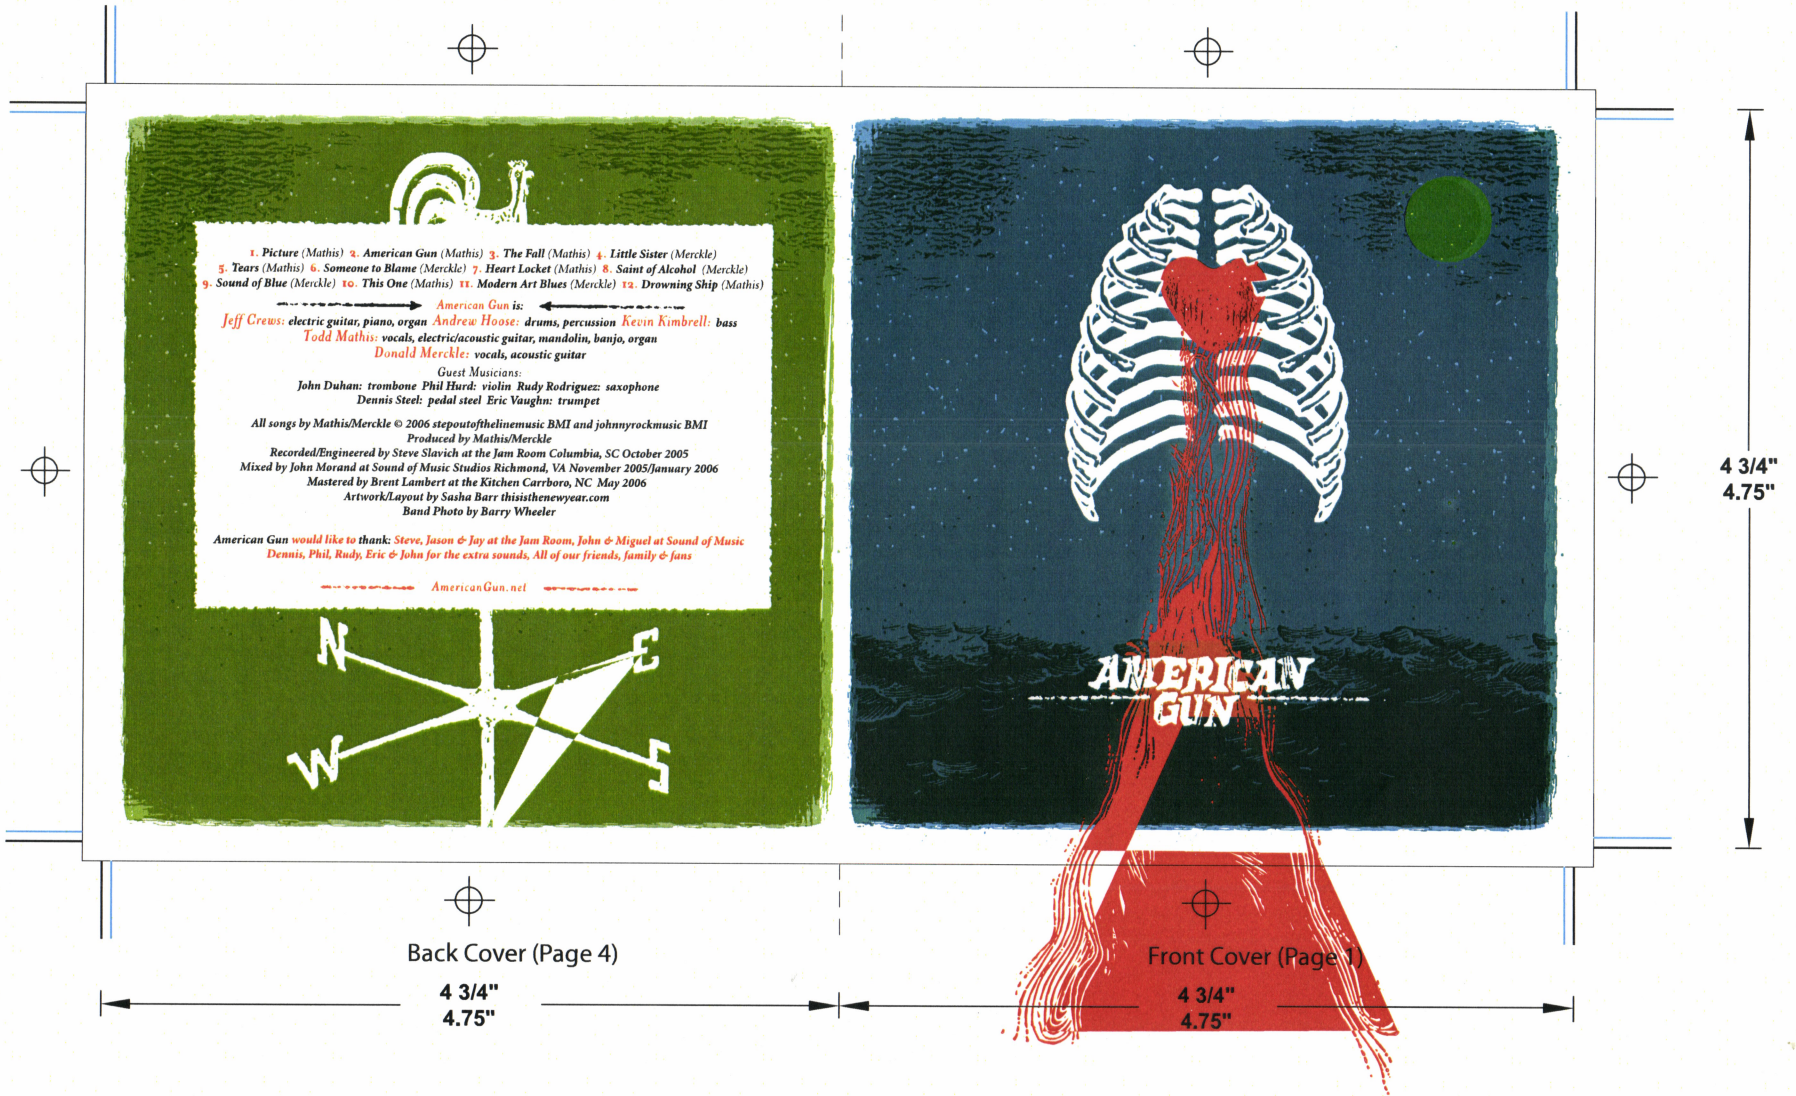 1. Picture (Mathis) 2. American Gun (Mathis) 3. The Fall (Mathis) 4. Little Sister (Merckle)
5. Tears (Mathis) 6. Someone to Blame (Merckle) 7. Heart Locket (Mathis) 8. Saint of Alcohol (Merckle)
9. Sound of Blue (Merckle) 10. This One (Mathis) 11. Modern Art Blues (Merckle) 12. Drowning Ship (Mathis)
American Gun is:
Jeff Crews: electric guitar, piano, organ Andrew Hoose: drums, percussion Kevin Kimbrell: bass
Todd Mathis: vocals, electric/acoustic guitar, mandolin, banjo, organ
Donald Merckle: vocals, acoustic guitar
Guest Musicians:
John Duhan: trombone Phil Hurd: violin Rudy Rodriguez: saxophone
Dennis Steel: pedal steel Eric Vaughn: trumpet
All songs by Mathis/Merckle © 2006 stepoutofthelinemusic BMI and johnnyrockmusic BMI
Produced by Mathis/Merckle
Recorded/Engineered by Steve Slavich at the Jam Room Columbia, SC October 2005
Mixed by John Morand at Sound of Music Studios Richmond, VA November 2005/January 2006
Mastered by Brent Lambert at the Kitchen Carrboro, NC May 2006
Artwork/Layout by Sasha Barr thisisthenewyear.com
Band Photo by Barry Wheeler
American Gun would like to thank: Steve, Jason & Jay at the Jam Room, John & Miguel at Sound of Music
Dennis, Phil, Rudy, Eric & John for the extra sounds, All of our friends, family & fans
AmericanGun.net
N E
W S
AMERICAN
GUN
4 3/4"
4.75"
Back Cover (Page 4)
4 3/4"
4.75"
Front Cover (Page 1)
4 3/4"
4.75"